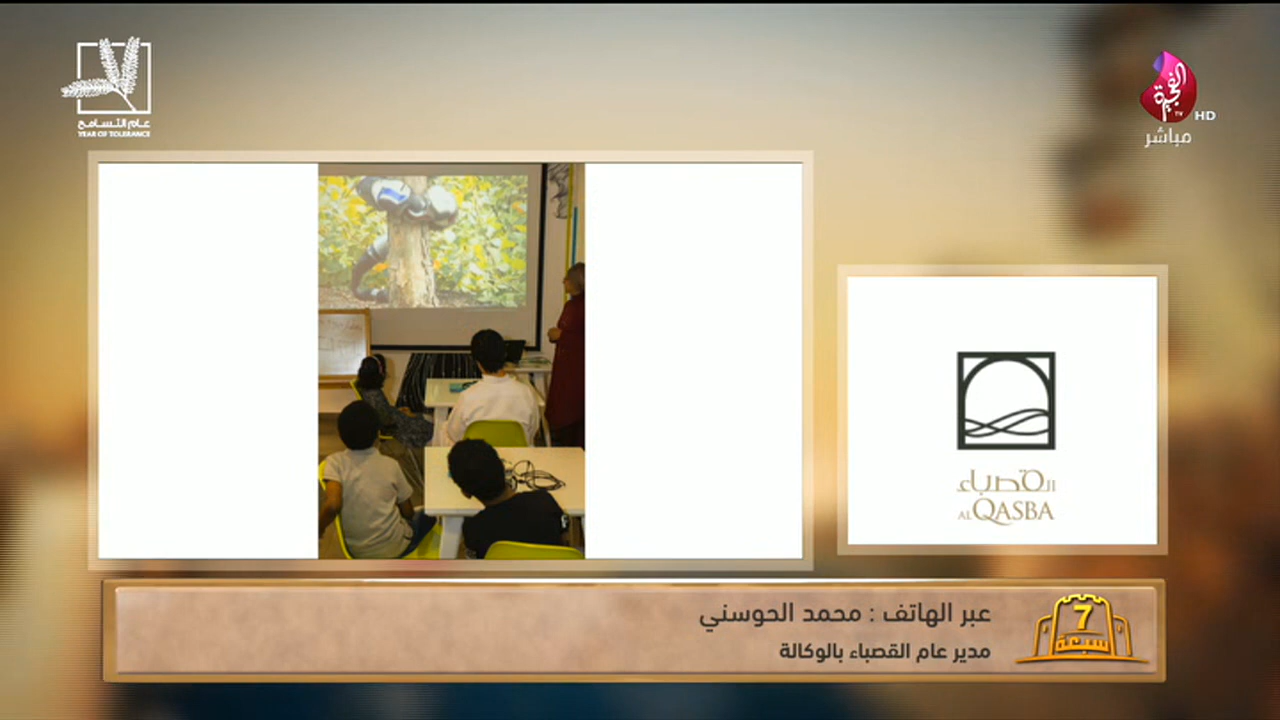 عام التسامح
YEAR OF TOLERANCE
الفجيرة
TV
HD
مباشر
القصباء
AL QASBA
عبر الهاتف : محمد الحوسني
مدير عام القصباء بالوكالة
7
سبعة